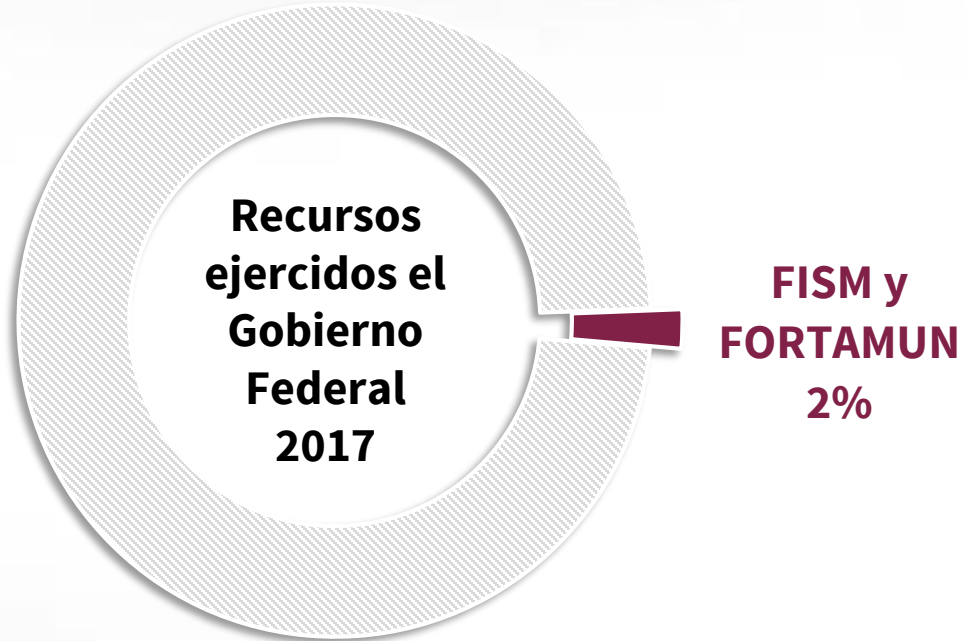 Recursos
ejercidos el
Gobierno
Federal
2017
FISM y
FORTAMUN
2%